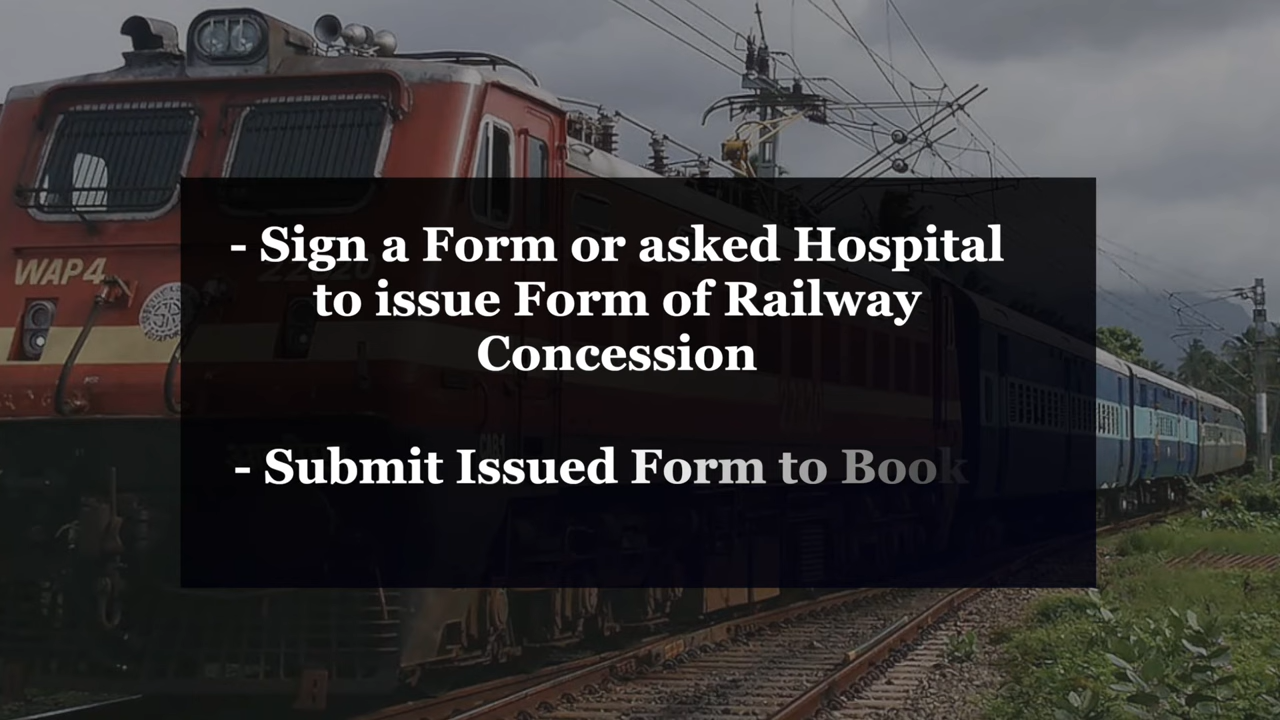 WAP4
- Sign a Form or asked Hospital
to issue Form of Railway
Concession
- Submit Issued Form to Book